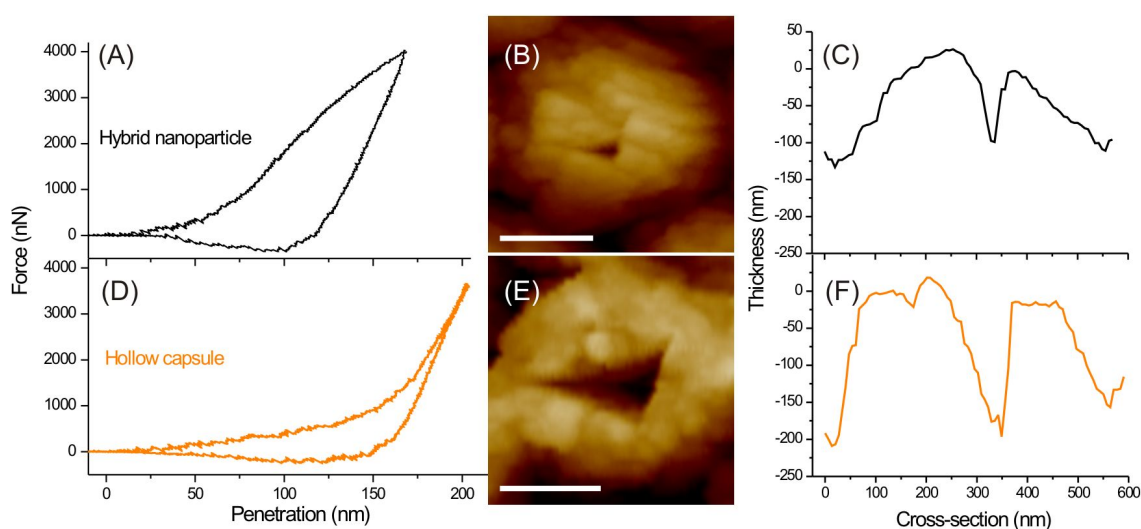 (A)
4000
3000
2000
1000
0
Hybrid nanoparticle
(B)
(C)
0
-50
-100
-150
-200
-250
Force (nN)
Thickness (nm)
(D)
4000
3000
2000
1000
0
Hollow capsule
0 50 100 150 200
Penetration (nm)
(E)
(F)
0
-50
-100
-150
-200
-250
0 100 200 300 400 500 600
Cross-section (nm)